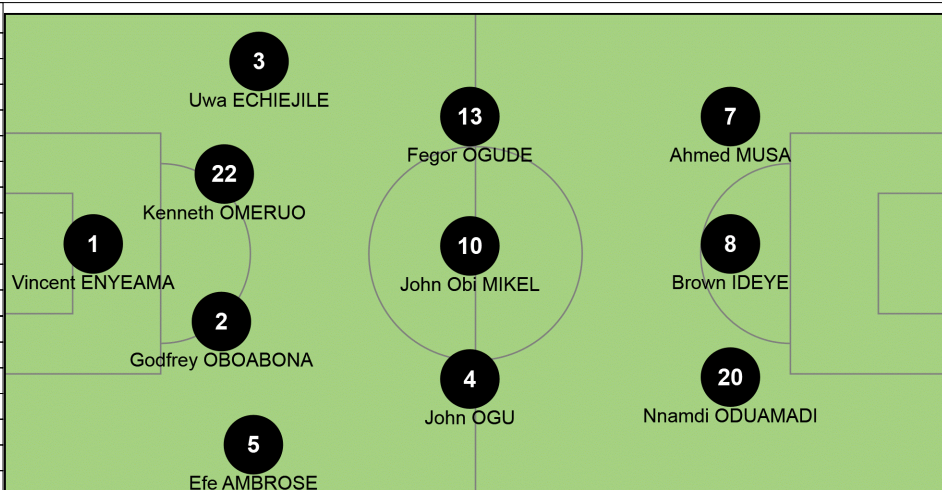 3
Uwa ECHIEJILE
13
Fegor OGUDE
7
Ahmed MUSA
22
Kenneth OMERUO
1
Vincent ENYEAMA
10
John Obi MIKEL
8
Brown IDEYE
2
Godfrey OBOABONA
4
John OGU
20
Nnamdi ODUAMADI
5
Efe AMBROSE